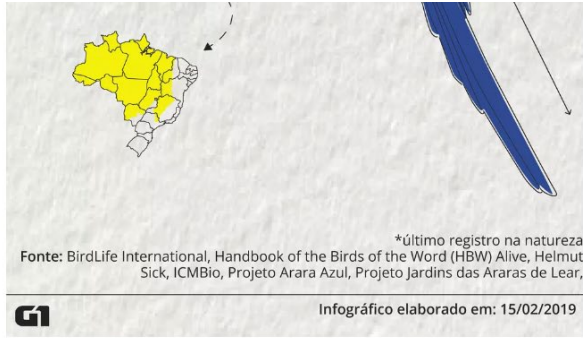 *último registro na natureza
Fonte: BirdLife International, Handbook of the Birds of the Word (HBW) Alive, Helmut
Sick, ICMBio, Projeto Arara Azul, Projeto Jardins das Araras de Lear,
G1
Infográfico elaborado em: 15/02/2019